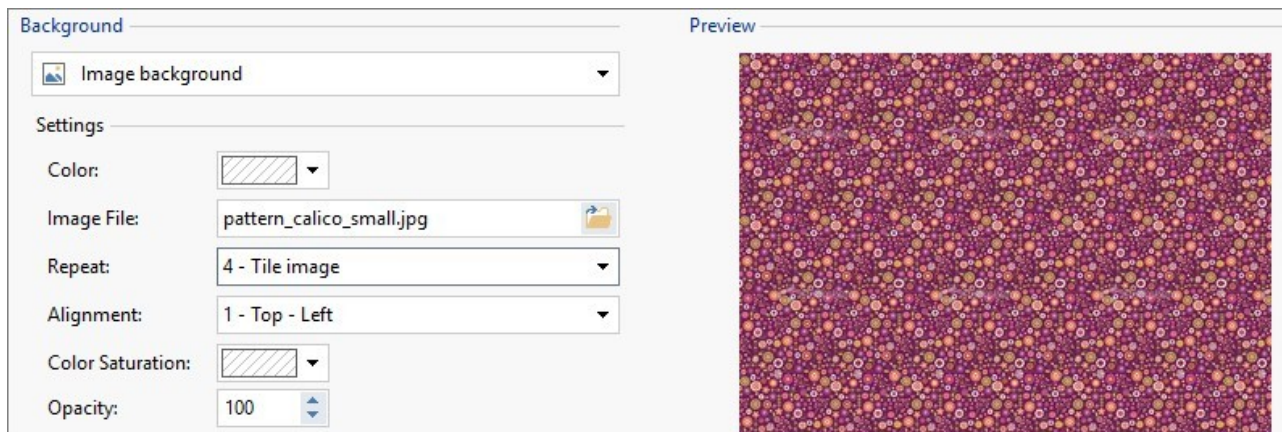 Background
Image background
Settings
Color:
Image File: pattern_calico_small.jpg
Repeat: 4 - Tile image
Alignment: 1 - Top - Left
Color Saturation:
Opacity: 100
Preview